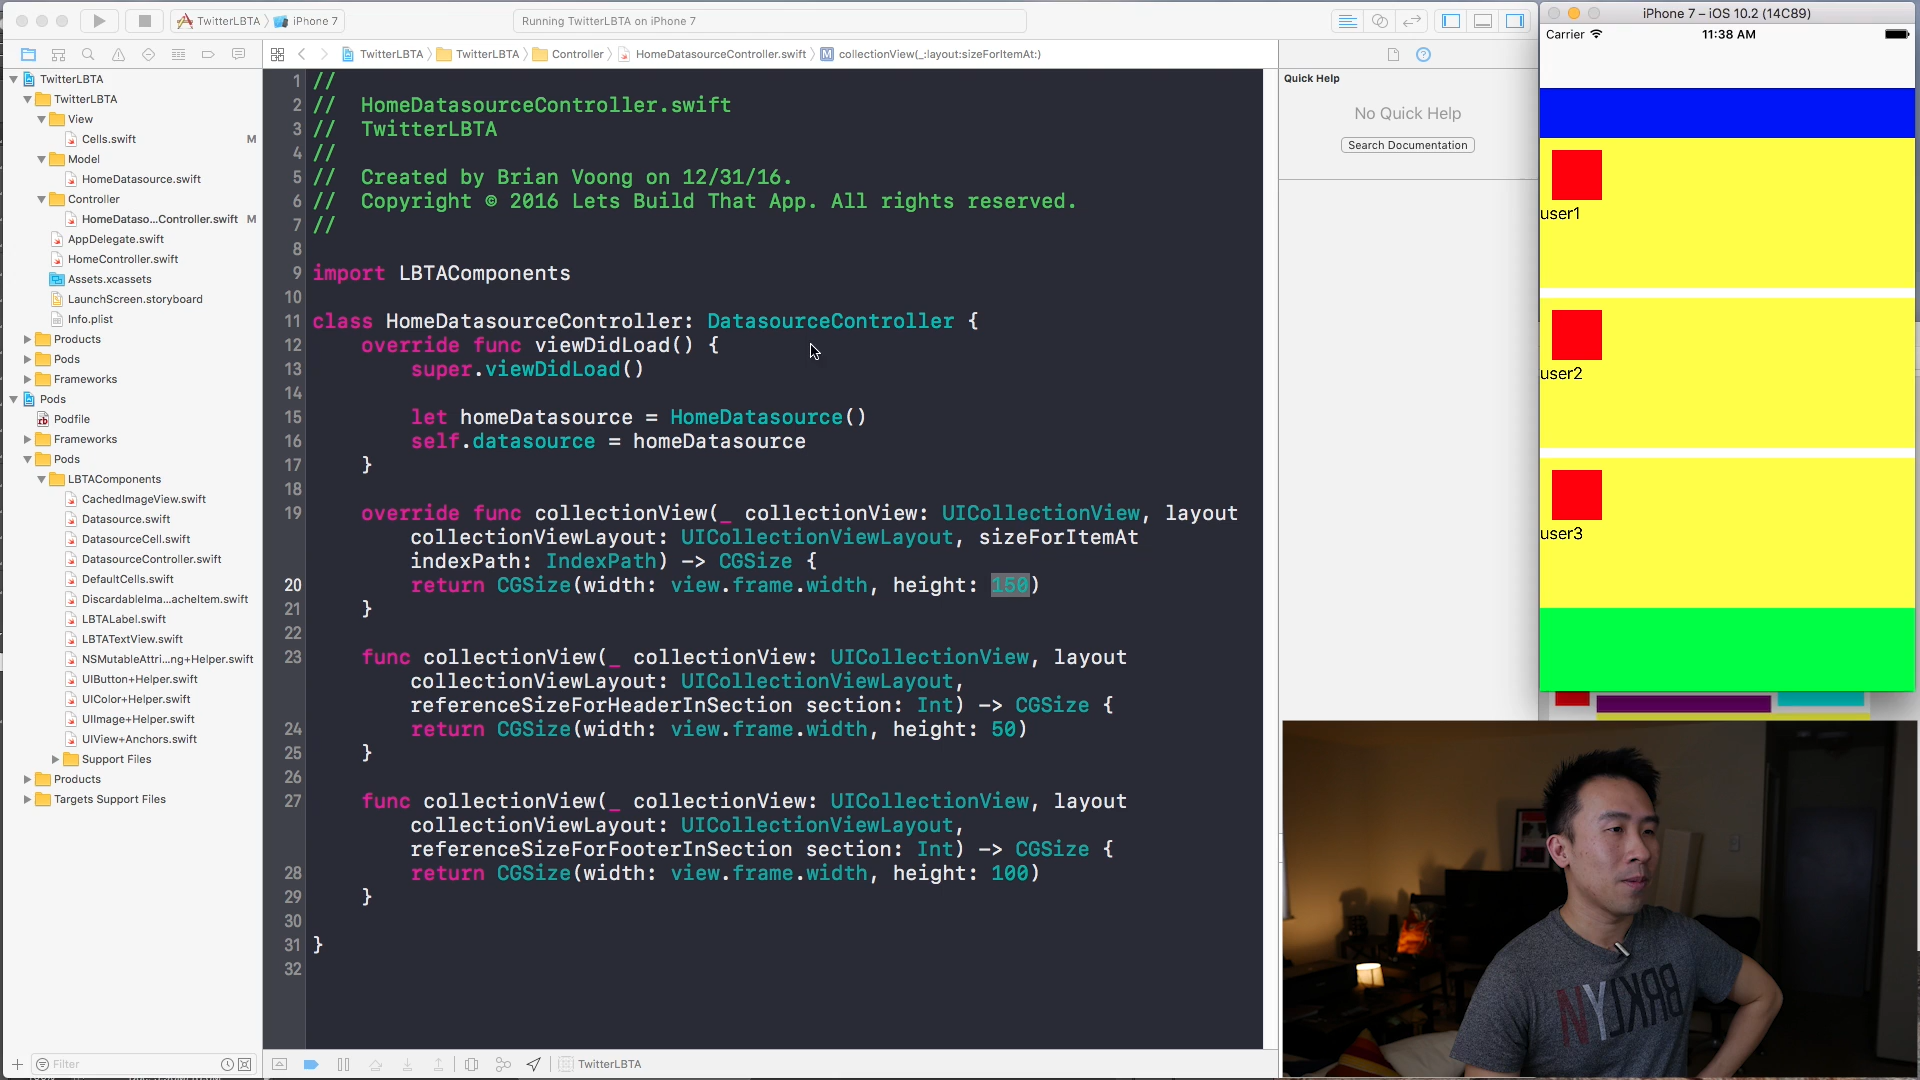 TwitterLBTA iPhone 7
Running TwitterLBTA on iPhone 7
iPhone 7 – iOS 10.2 (14C89)
Carrier 11:38 AM
TwitterLBTA TwitterLBTA Controller HomeDatasourceController.swift M collectionView(_:layout:sizeForItemAt:)
TwitterLBTA
TwitterLBTA
View
Cells.swift M
Model
HomeDatasource.swift
Controller
HomeDataso...Controller.swift M
AppDelegate.swift
HomeController.swift
Assets.xcassets
LaunchScreen.storyboard
Info.plist
Products
Pods
Frameworks
Pods
Podfile
Frameworks
Pods
LBTAComponents
CachedImageView.swift
Datasource.swift
DatasourceCell.swift
DatasourceController.swift
DefaultCells.swift
DiscardableIma...acheItem.swift
LBTALabel.swift
LBTATextView.swift
NSMutableAttri...ng+Helper.swift
UIButton+Helper.swift
UIColor+Helper.swift
UIImage+Helper.swift
UIView+Anchors.swift
Support Files
Products
Targets Support Files
Filter
1 //
2 // HomeDatasourceController.swift
3 // TwitterLBTA
4 //
5 // Created by Brian Voong on 12/31/16.
6 // Copyright © 2016 Lets Build That App. All rights reserved.
7 //
8
9 import LBTAComponents
10
11 class HomeDatasourceController: DatasourceController {
12 override func viewDidLoad() {
13 super.viewDidLoad()
14
15 let homeDatasource = HomeDatasource()
16 self.datasource = homeDatasource
17 }
18
19 override func collectionView(_ collectionView: UICollectionView, layout
collectionViewLayout: UICollectionViewLayout, sizeForItemAt
indexPath: IndexPath) -> CGSize {
20 return CGSize(width: view.frame.width, height: 150)
21 }
22
23 func collectionView(_ collectionView: UICollectionView, layout
collectionViewLayout: UICollectionViewLayout,
referenceSizeForHeaderInSection section: Int) -> CGSize {
24 return CGSize(width: view.frame.width, height: 50)
25 }
26
27 func collectionView(_ collectionView: UICollectionView, layout
collectionViewLayout: UICollectionViewLayout,
referenceSizeForFooterInSection section: Int) -> CGSize {
28 return CGSize(width: view.frame.width, height: 100)
29 }
30
31 }
32
TwitterLBTA
Quick Help
No Quick Help
Search Documentation
user1
user2
user3
BRKLYN